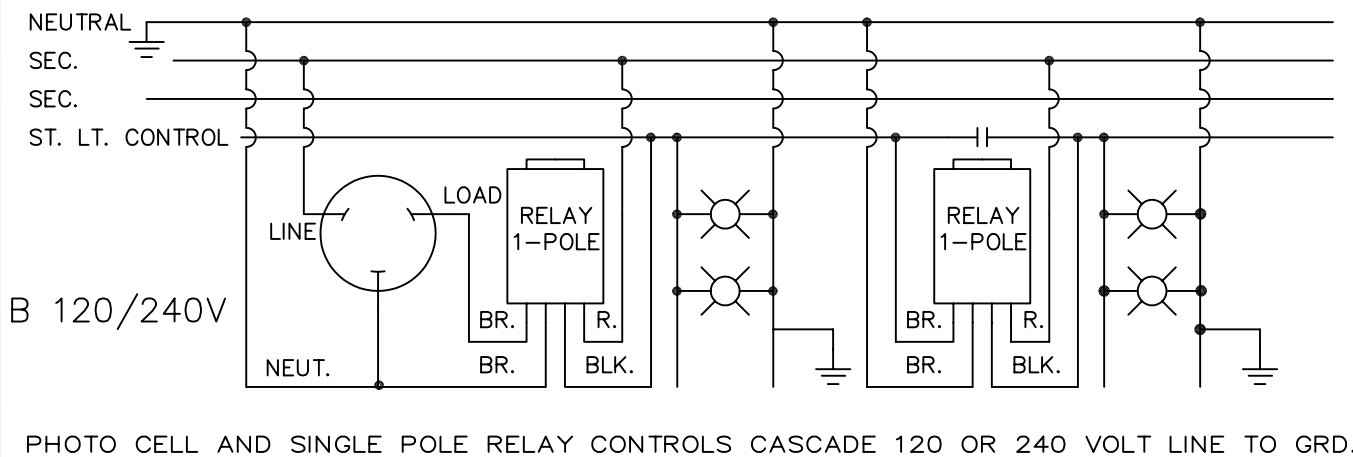 NEUTRAL
SEC.
SEC.
ST. LT. CONTROL
LOAD
LINE
RELAY
1-POLE
RELAY
1-POLE
B 120/240V
BR.
R.
BR.
R.
NEUT.
BR.
BLK.
BR.
BLK.
PHOTO CELL AND SINGLE POLE RELAY CONTROLS CASCADE 120 OR 240 VOLT LINE TO GRD.